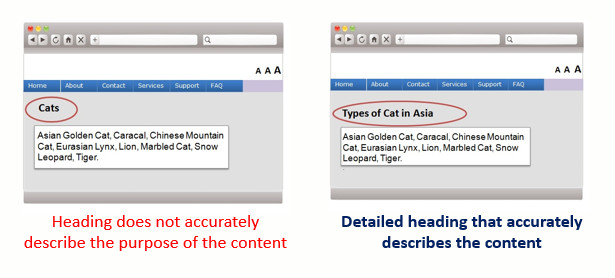 A A A
Home About Contact Services Support FAQ
Cats
Asian Golden Cat, Caracal, Chinese Mountain
Cat, Eurasian Lynx, Lion, Marbled Cat, Snow
Leopard, Tiger.
Heading does not accurately
describe the purpose of the content
A A A
Home About Contact Services Support FAQ
Types of Cat in Asia
Asian Golden Cat, Caracal, Chinese Mountain
Cat, Eurasian Lynx, Lion, Marbled Cat, Snow
Leopard, Tiger.
Detailed heading that accurately
describes the content